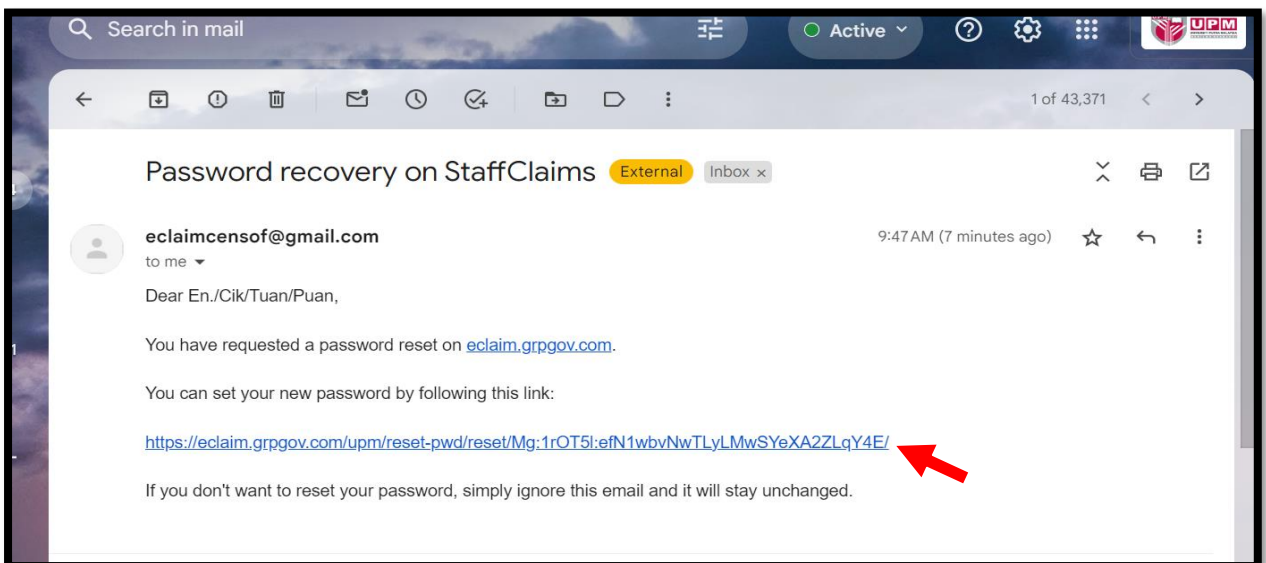 Search in mail
Active
UPM
1 of 43,371
Password recovery on StaffClaims External Inbox x
eclaimcensof@gmail.com 9:47 AM (7 minutes ago)
to me
Dear En./Cik/Tuan/Puan,
You have requested a password reset on eclaim.grpgov.com.
You can set your new password by following this link:
https://eclaim.grpgov.com/upm/reset-pwd/reset/Mg:1rOT5l:efN1wbvNwTLyLMwSYeXA2ZLqY4E/
If you don't want to reset your password, simply ignore this email and it will stay unchanged.